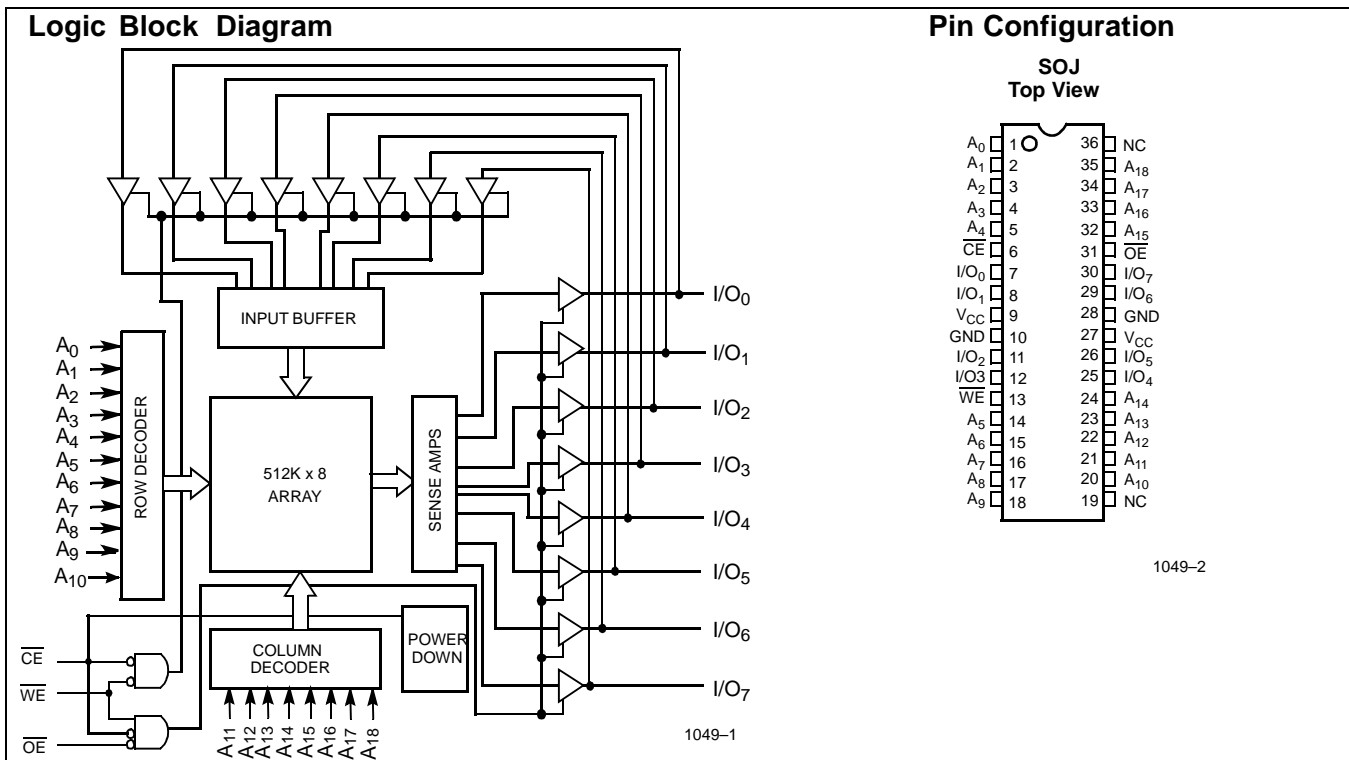 Logic Block Diagram
Pin Configuration
SOJ
Top View
INPUT BUFFER
ROW DECODER
512K x 8
ARRAY
SENSE AMPS
COLUMN
DECODER
POWER
DOWN
A0
A1
A2
A3
A4
A5
A6
A7
A8
A9
A10
CE
WE
OE
A11
A12
A13
A14
A15
A16
A17
A18
I/O0
I/O1
I/O2
I/O3
I/O4
I/O5
I/O6
I/O7
1049–1
A0 1 36 NC
A1 2 35 A18
A2 3 34 A17
A3 4 33 A16
A4 5 32 A15
CE 6 31 OE
I/O0 7 30 I/O7
I/O1 8 29 I/O6
VCC 9 28 GND
GND 10 27 VCC
I/O2 11 26 I/O5
I/O3 12 25 I/O4
WE 13 24 A14
A5 14 23 A13
A6 15 22 A12
A7 16 21 A11
A8 17 20 A10
A9 18 19 NC
1049–2